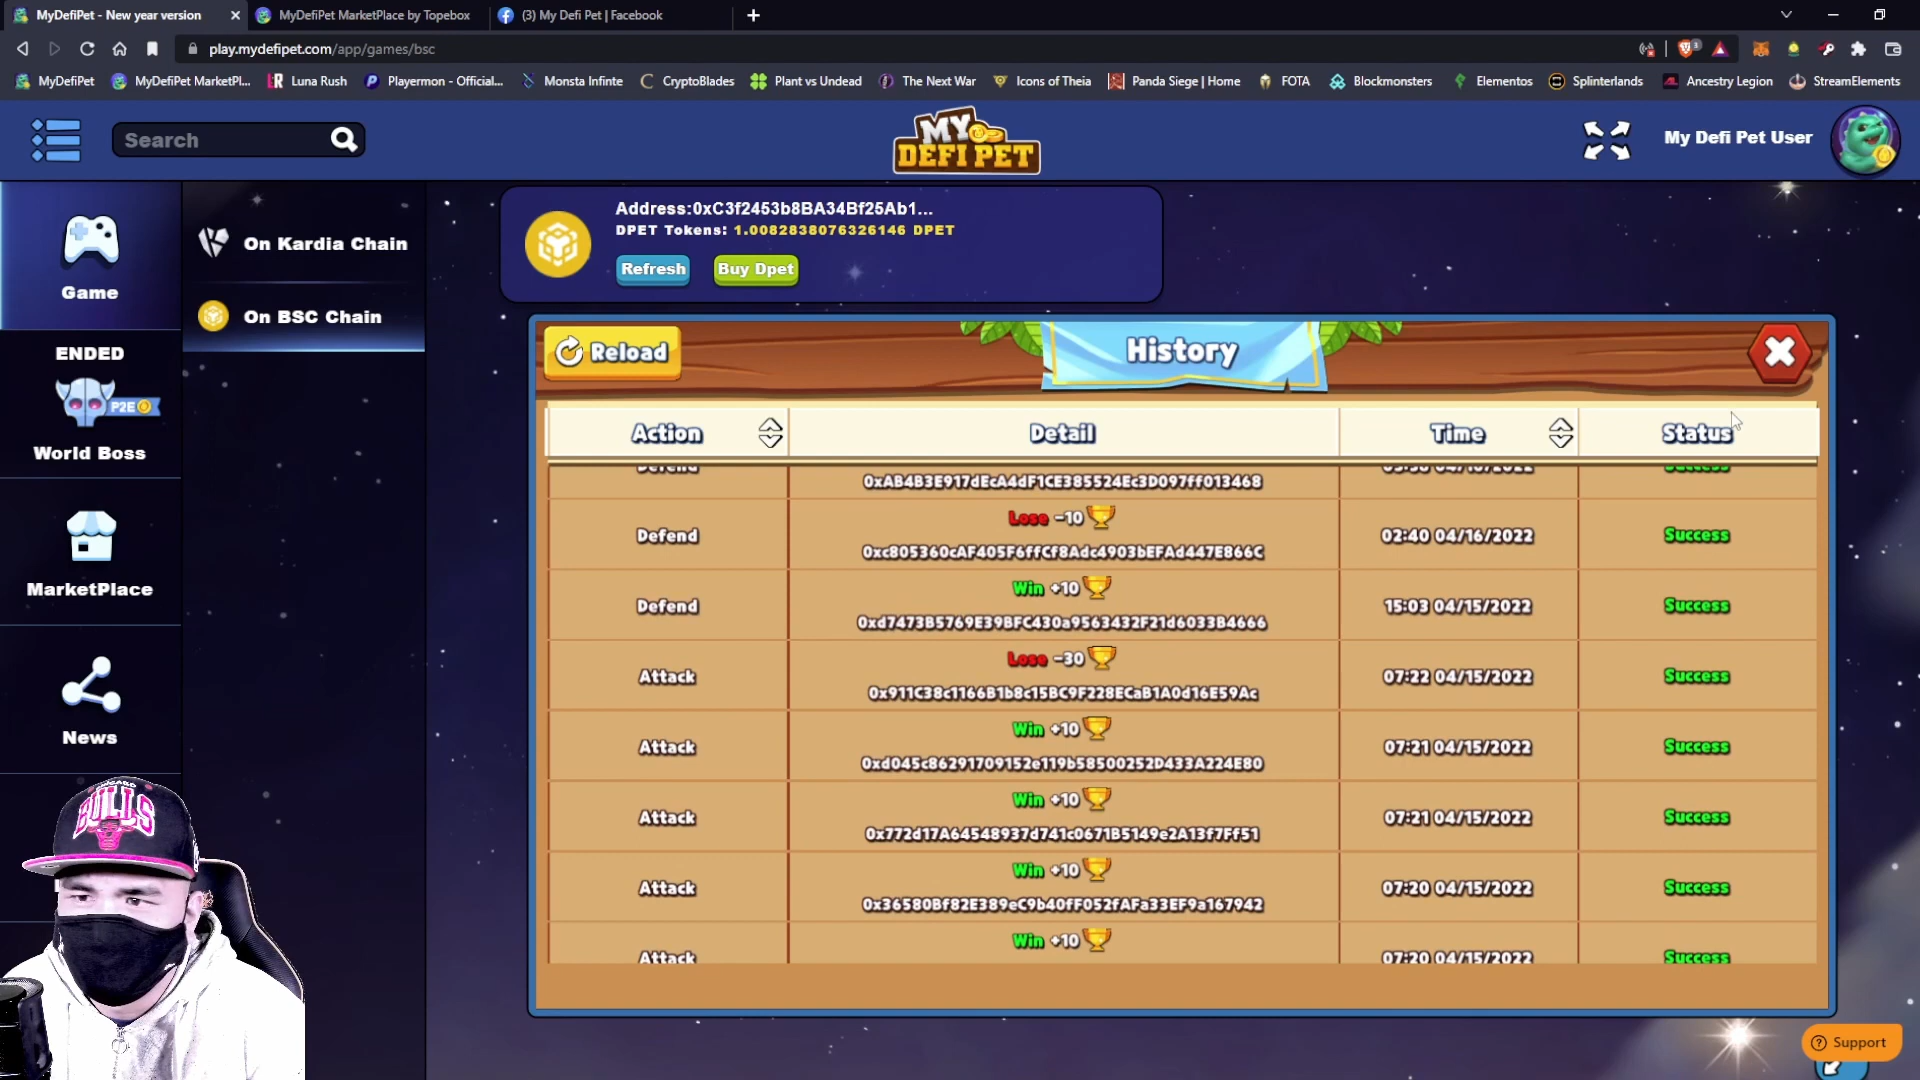 MyDefiPet - New year version
MyDefiPet MarketPlace by Topebox
(3) My Defi Pet | Facebook
play.mydefipet.com/app/games/bsc
MyDefiPet
MyDefiPet MarketPl...
Luna Rush
Playermon - Official...
Monsta Infinte
CryptoBlades
Plant vs Undead
The Next War
Icons of Theia
Panda Siege | Home
FOTA
Blockmonsters
Elementos
Splinterlands
Ancestry Legion
StreamElements
Search
MY
DEFI PET
My Defi Pet User
Game
On Kardia Chain
On BSC Chain
ENDED
P2E
World Boss
MarketPlace
News
Address:0xC3f2453b8BA34Bf25Ab1...
DPET Tokens: 1.0082838076326146 DPET
Refresh
Buy Dpet
Reload
History
Action
Detail
Time
Status
Defend
0xAB4B3E917dEcA4dF1CE385524Ec3D097ff013468
Success
Lose -10
Defend
0xc805360cAF405F6ffCf8Adc4903bEFAd447E866C
02:40 04/16/2022
Success
Win +10
Defend
0xd7473B5769E39BFC430a9563432F21d6033B4666
15:03 04/15/2022
Success
Lose -30
Attack
0x911C38c1166B1b8c15BC9F228ECaB1A0d16E59Ac
07:22 04/15/2022
Success
Win +10
Attack
0xd045c86291709152e119b58500252D433A224E80
07:21 04/15/2022
Success
Win +10
Attack
0x772d17A64548937d741c0671B5149e2A13f7Ff51
07:21 04/15/2022
Success
Win +10
Attack
0x36580Bf82E389eC9b40fF052fAFa33EF9a167942
07:20 04/15/2022
Success
Win +10
Attack
07:20 04/15/2022
Success
CHICAGO
BULLS
Support